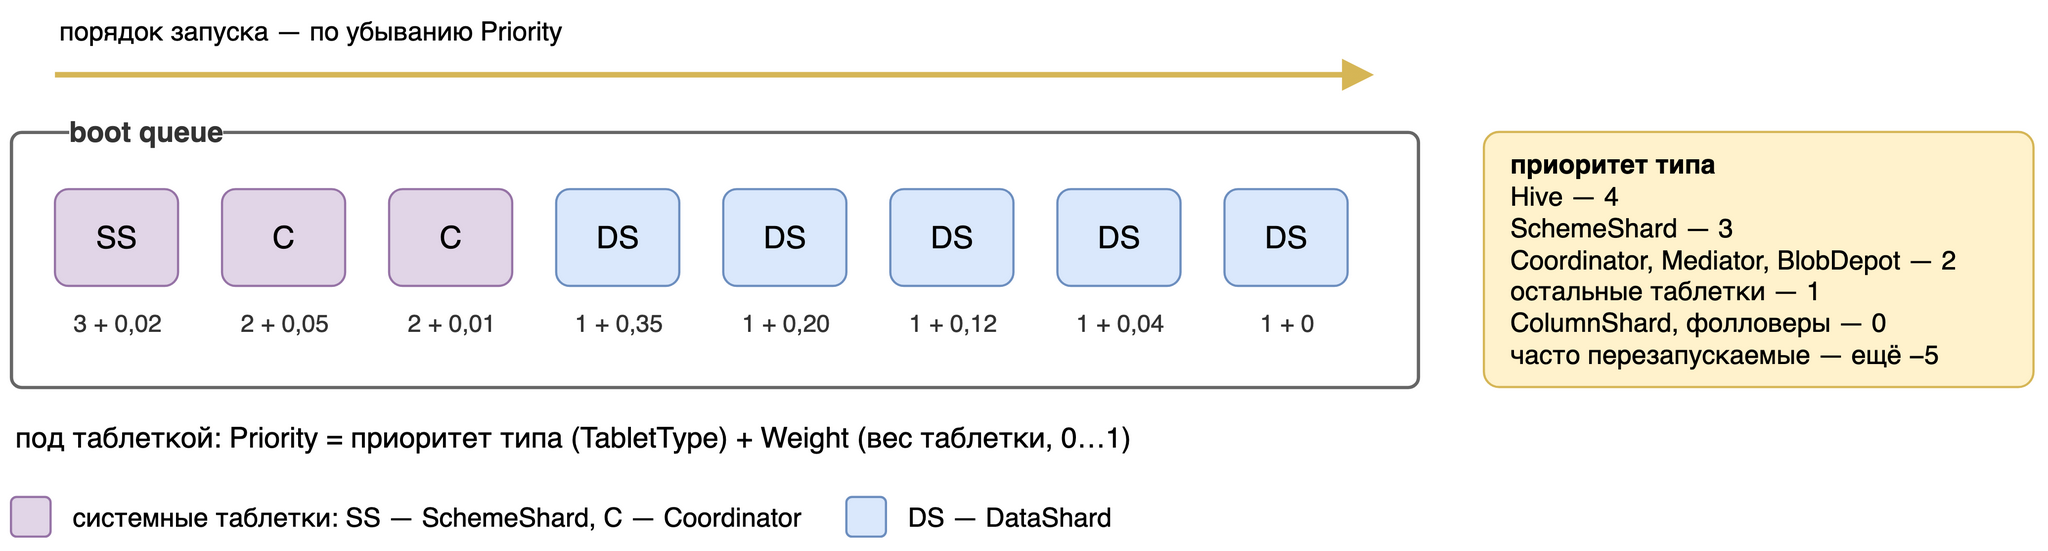 порядок запуска — по убыванию Priority
boot queue
SS
C
C
DS
DS
DS
DS
DS
3 + 0,02
2 + 0,05
2 + 0,01
1 + 0,35
1 + 0,20
1 + 0,12
1 + 0,04
1 + 0
приоритет типа
Hive — 4
SchemeShard — 3
Coordinator, Mediator, BlobDepot — 2
остальные таблетки — 1
ColumnShard, фолловеры — 0
часто перезапускаемые — ещё −5
под таблеткой: Priority = приоритет типа (TabletType) + Weight (вес таблетки, 0…1)
системные таблетки: SS — SchemeShard, C — Coordinator
DS — DataShard